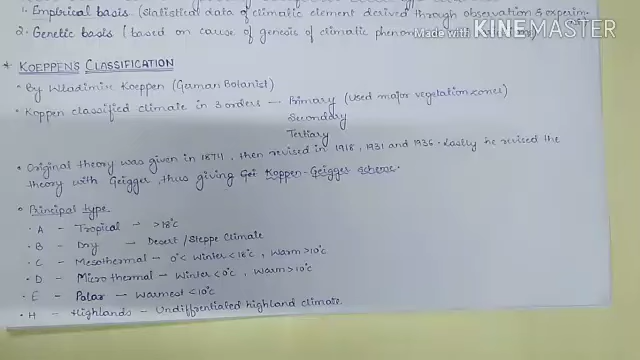 1. Empirical basis (Statistical data of climatic element derived through observation & experim
2. Genetic basis (based on cause of genesis of climatic phenom
Made with KINEMASTER
* KOEPPENS CLASSIFICATION
• By Wladimir Koeppen (German Botanist)
• Koppen classified climate in 3 orders — Primary (Used major vegetation zones)
Secondary
Tertiary
• Original theory was given in 1874, then revised in 1918, 1931 and 1936. Lastly he revised the
theory with Geigger, thus giving Gei Koppen-Geigger scheme.
• Principal type.
• A — Tropical — >18°C
• B — Dry — Desert/Steppe Climate
• C — Mesothermal — 0°< Winter <18°C, Warm >10°C
• D — Microthermal — Winter <0°C, Warm >10°C
• E — Polar — Warmest <10°C
• H — Highlands — Undifferentiated highland climate.